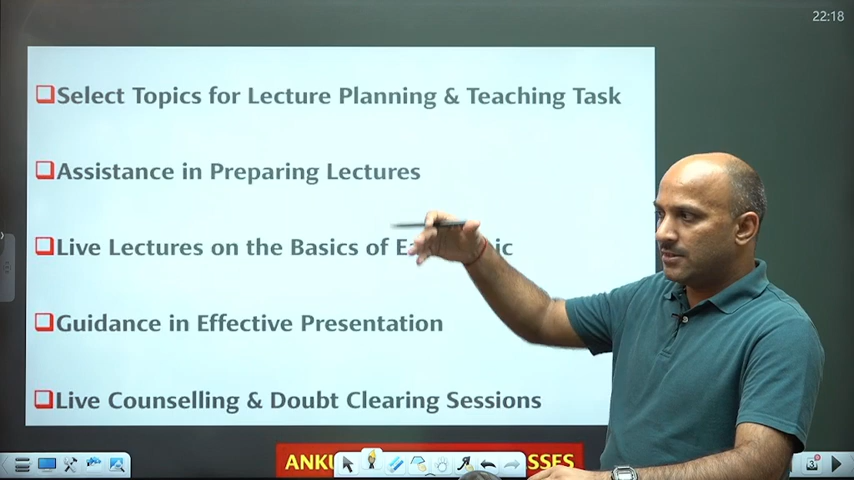 22:18
Select Topics for Lecture Planning & Teaching Task
Assistance in Preparing Lectures
Live Lectures on the Basics of
Guidance in Effective Presentation
Live Counselling & Doubt Clearing Sessions